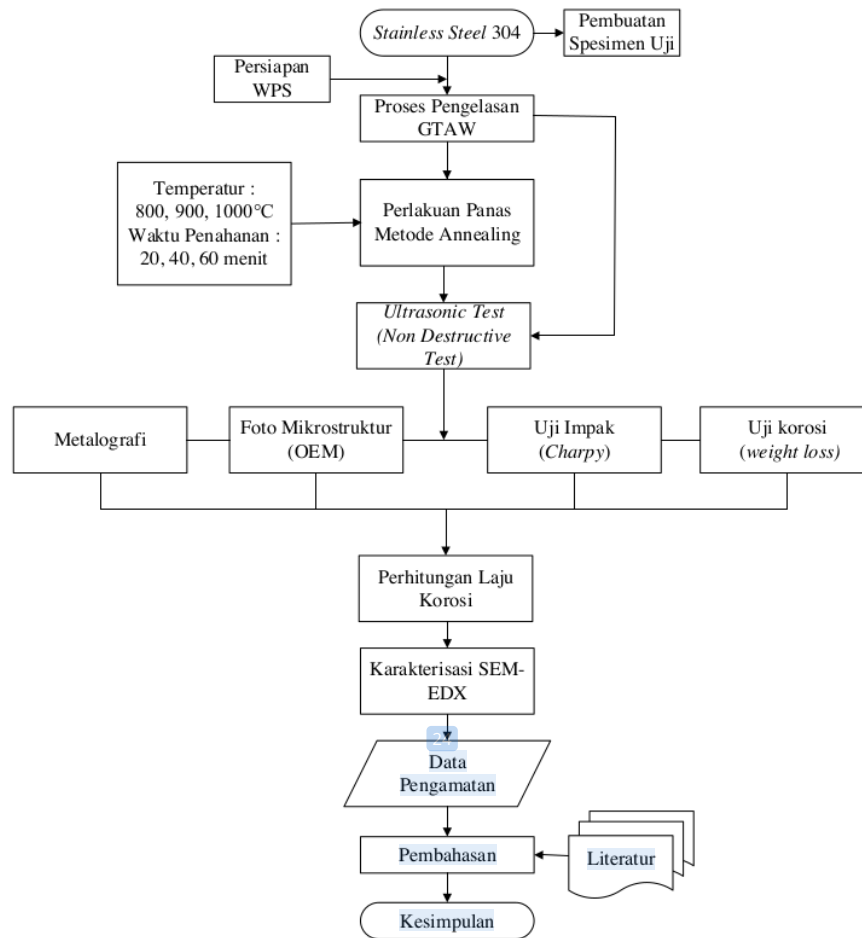 Stainless Steel 304
Pembuatan
Spesimen Uji
Persiapan
WPS
Proses Pengelasan
GTAW
Temperatur :
800, 900, 1000°C
Waktu Penahanan :
20, 40, 60 menit
Perlakuan Panas
Metode Annealing
Ultrasonic Test
(Non Destructive
Test)
Metalografi
Foto Mikrostruktur
(OEM)
Uji Impak
(Charpy)
Uji korosi
(weight loss)
Perhitungan Laju
Korosi
Karakterisasi SEM-
EDX
24
Data
Pengamatan
Pembahasan
Literatur
Kesimpulan